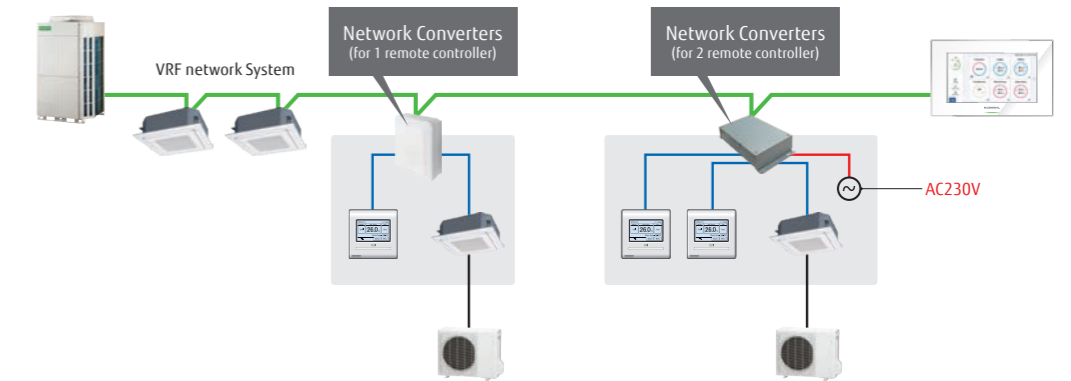 Network Converters
(for 1 remote controller)
Network Converters
(for 2 remote controller)
VRF network System
26.0
26.0
26.0
AC230V